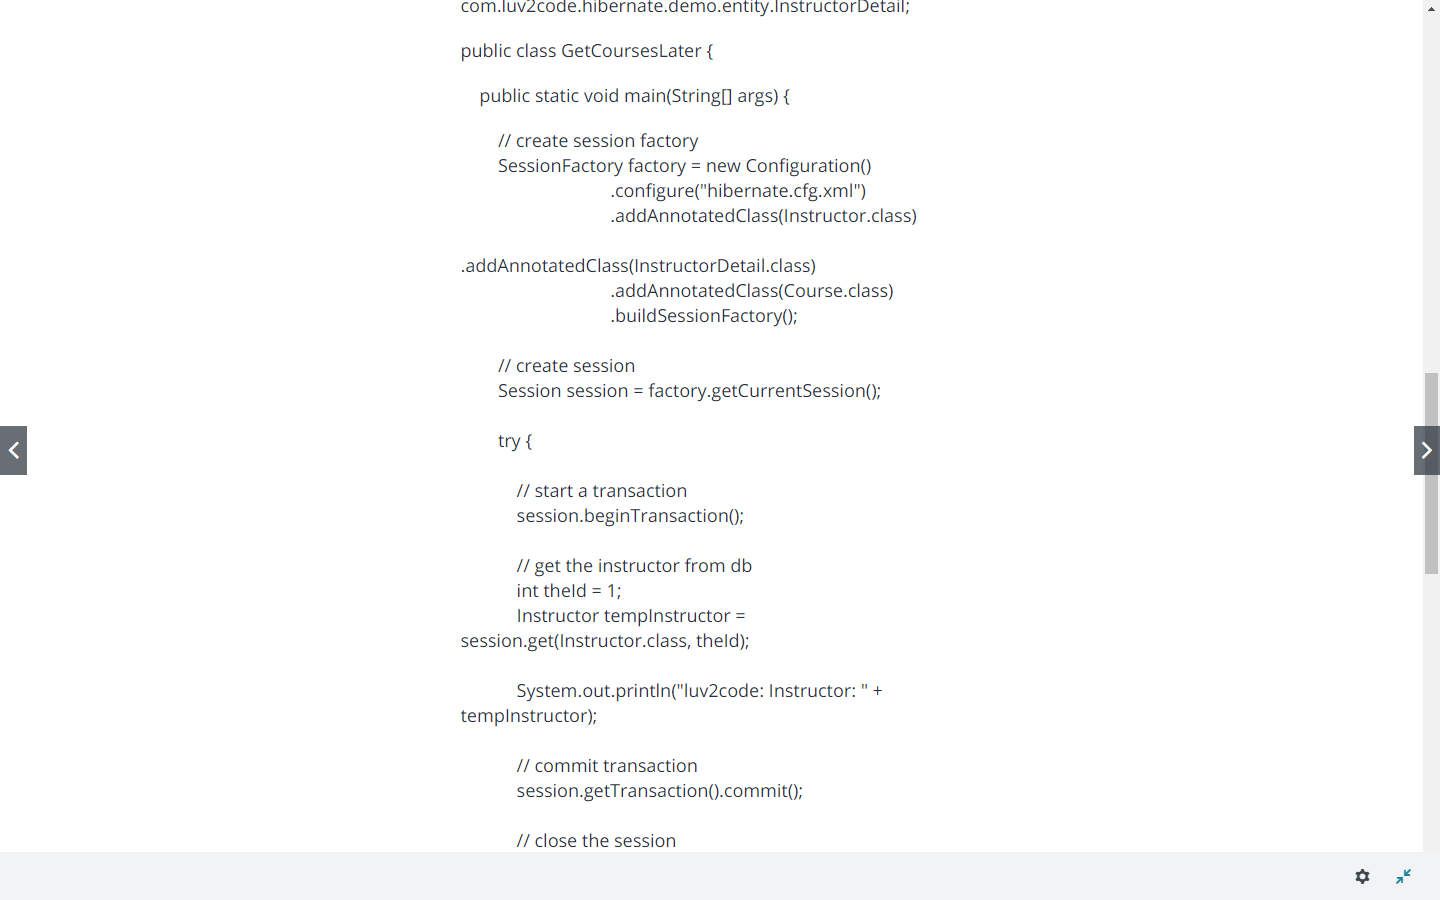 com.luv2code.hibernate.demo.entity.InstructorDetail;
public class GetCoursesLater {
public static void main(String[] args) {
// create session factory
SessionFactory factory = new Configuration()
.configure("hibernate.cfg.xml")
.addAnnotatedClass(Instructor.class)
.addAnnotatedClass(InstructorDetail.class)
.addAnnotatedClass(Course.class)
.buildSessionFactory();
// create session
Session session = factory.getCurrentSession();
try {
// start a transaction
session.beginTransaction();
// get the instructor from db
int theId = 1;
Instructor tempInstructor =
session.get(Instructor.class, theId);
System.out.println("luv2code: Instructor: " +
tempInstructor);
// commit transaction
session.getTransaction().commit();
// close the session